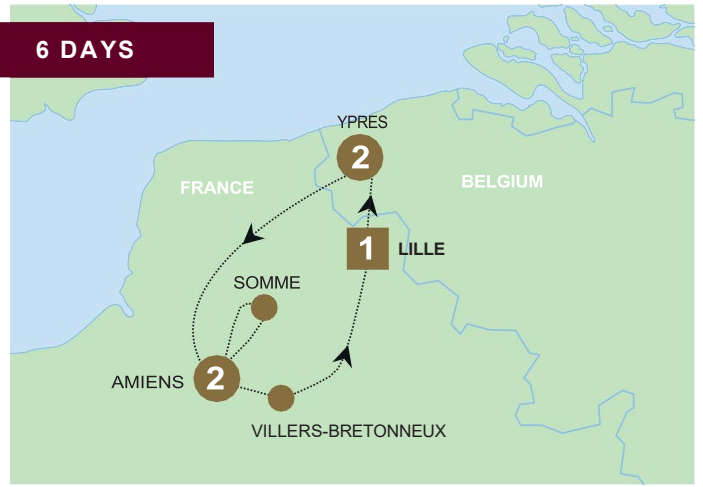 6 DAYS
YPRES
2
FRANCE
BELGIUM
1
LILLE
SOMME
AMIENS
2
VILLERS-BRETONNEUX